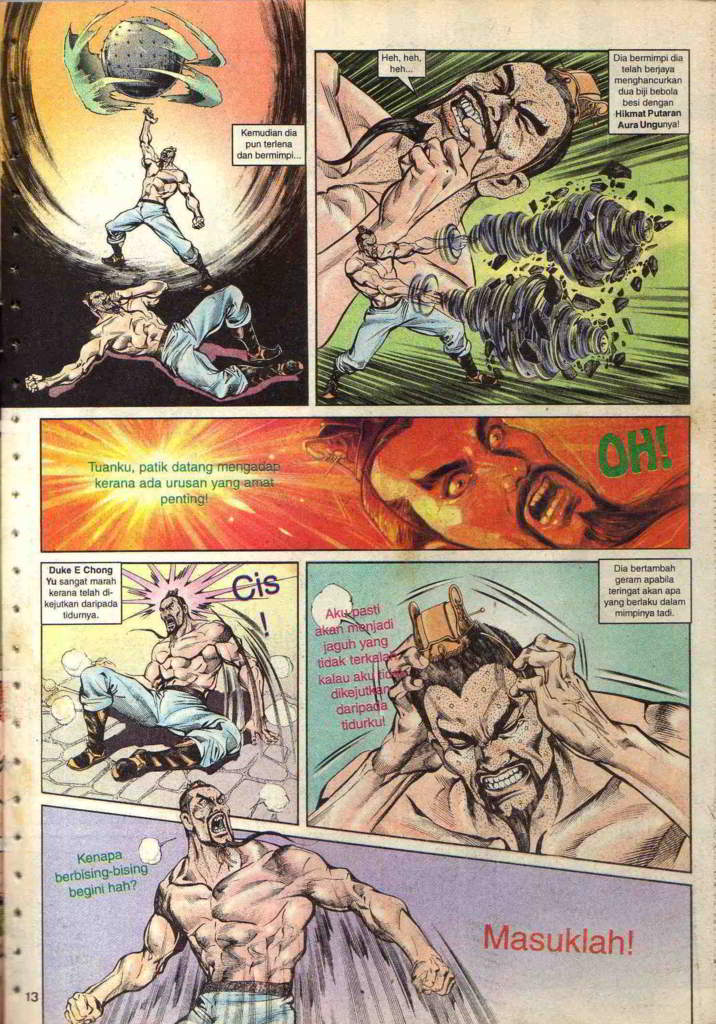 Kemudian dia
pun terlena
dan bermimpi...
Heh, heh,
heh...
Dia bermimpi dia
telah berjaya
menghancurkan
dua biji bebola
besi dengan
Hikmat Putaran
Aura Ungunya!
Tuanku, patik datang mengadap
kerana ada urusan yang amat
penting!
OH!
Duke E Chong
Yu sangat marah
kerana telah di-
kejutkan daripada
tidurnya.
Cis
!
Aku pasti
akan menjadi
jaguh yang
tidak terkalah
kalau aku tidak
dikejutkan
daripada
tidurku!
Dia bertambah
geram apabila
teringat akan apa
yang berlaku dalam
mimpinya tadi.
Kenapa
berbising-bising
begini hah?
Masuklah!
13